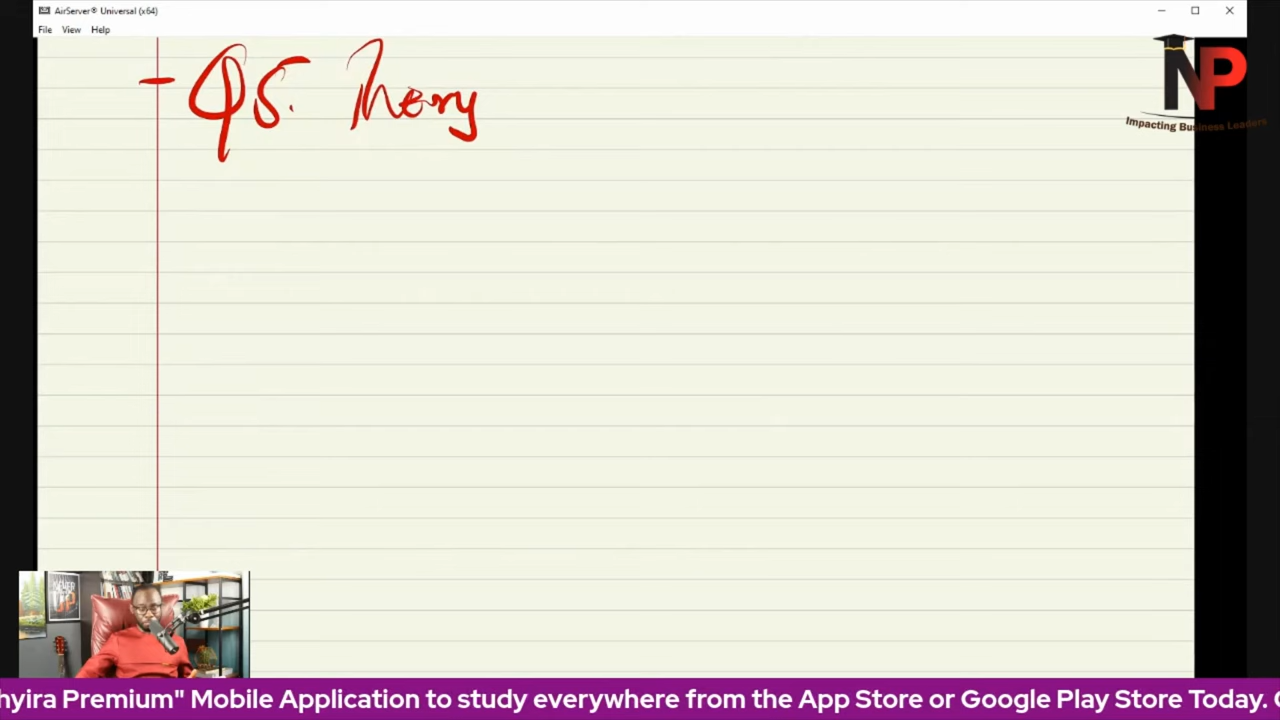 AirServer® Universal (x64)
File View Help
- Q5. Theory
NP
Impacting Business Leaders
hyira Premium" Mobile Application to study everywhere from the App Store or Google Play Store Today.